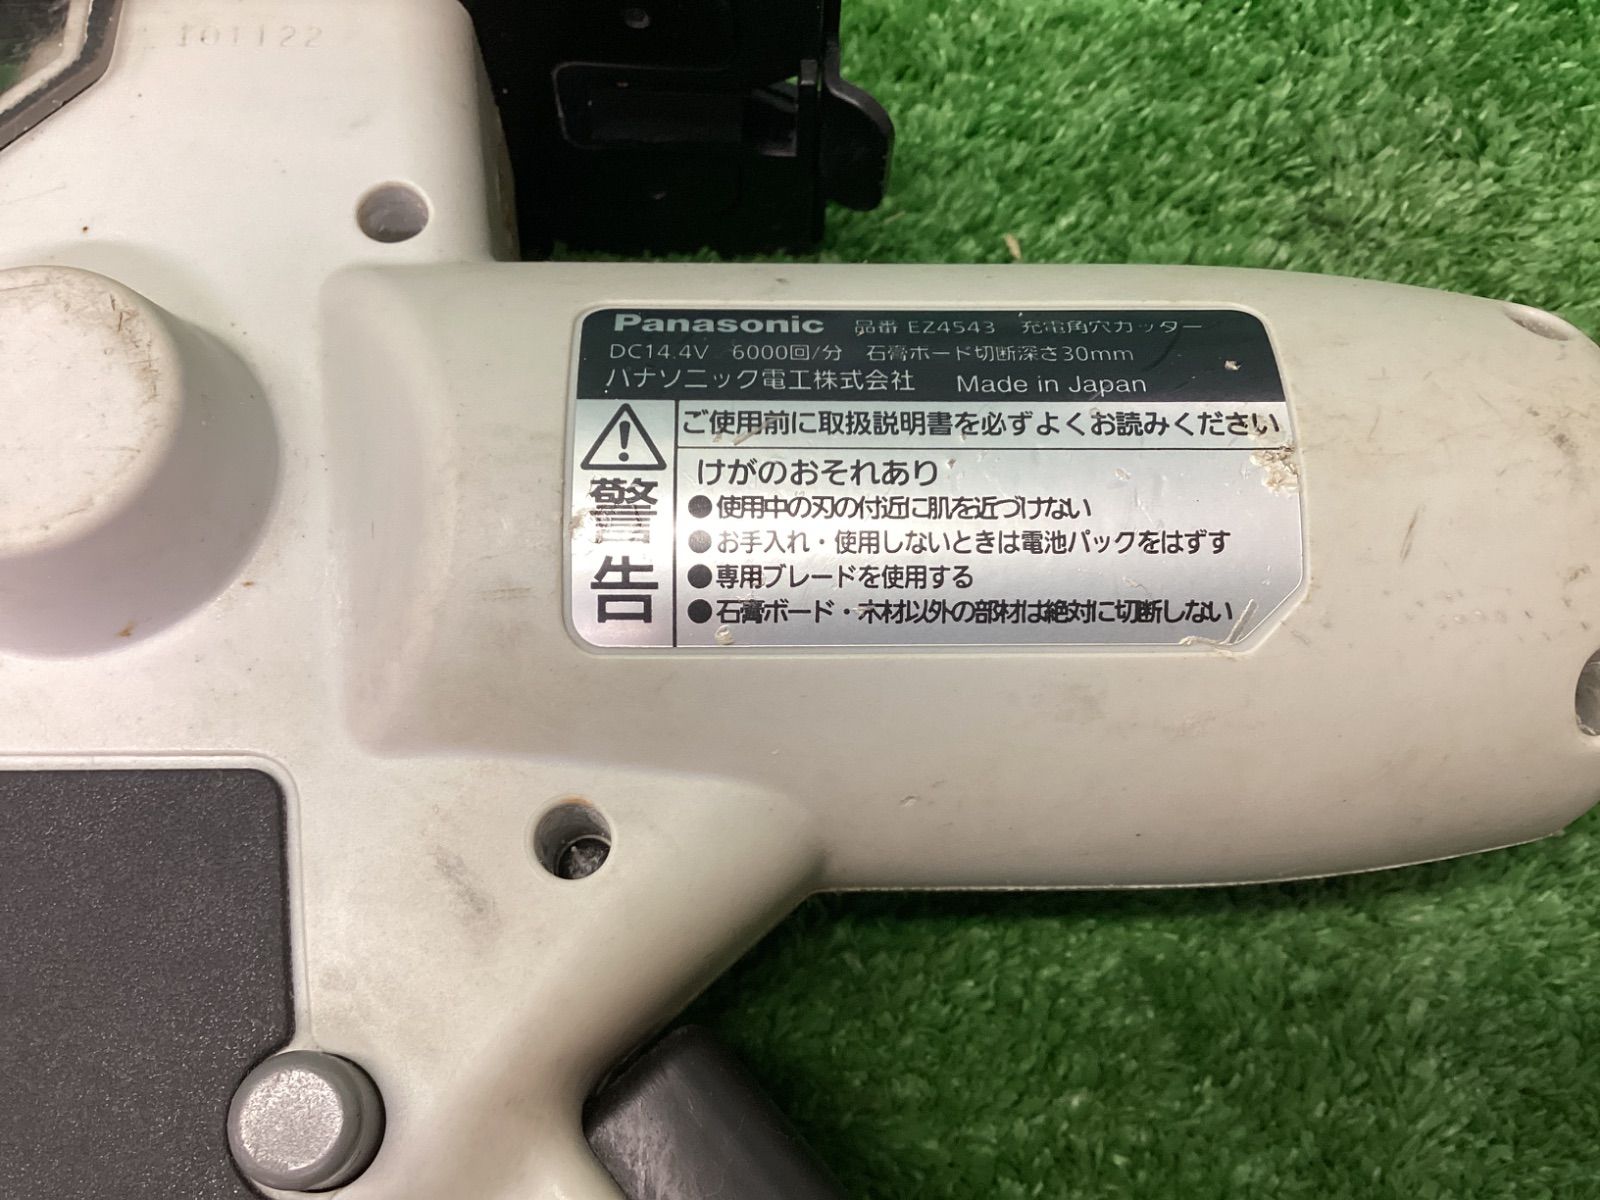 101122
Panasonic 品番 EZ4543 充電角穴カッター
DC14.4V 6000回/分 石膏ボード切断深さ30mm
パナソニック電工株式会社 Made in Japan
警告
ご使用前に取扱説明書を必ずよくお読みください
けがのおそれあり
●使用中の刃の付近に肌を近づけない
●お手入れ・使用しないときは電池パックをはずす
●専用ブレードを使用する
●石膏ボード・木材以外の部材は絶対に切断しない